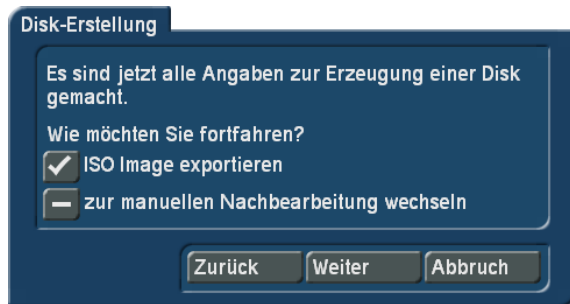 Disk-Erstellung
Es sind jetzt alle Angaben zur Erzeugung einer Disk
gemacht.
Wie möchten Sie fortfahren?
ISO Image exportieren
zur manuellen Nachbearbeitung wechseln
Zurück Weiter Abbruch